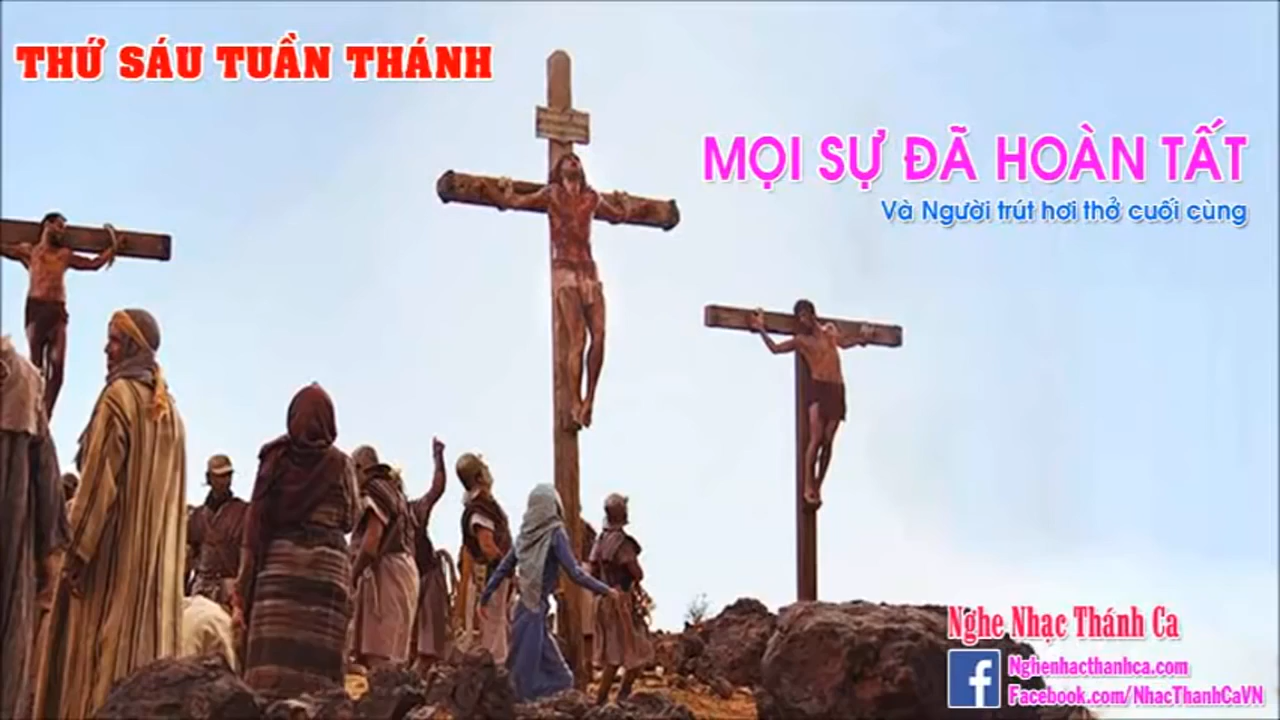 THỨ SÁU TUẦN THÁNH
MỌI SỰ ĐÃ HOÀN TẤT
Và Người trút hơi thở cuối cùng
Nghe Nhạc Thánh Ca
f
Nghenhacthanhca.com
Facebook.com/NhacThanhCaVN